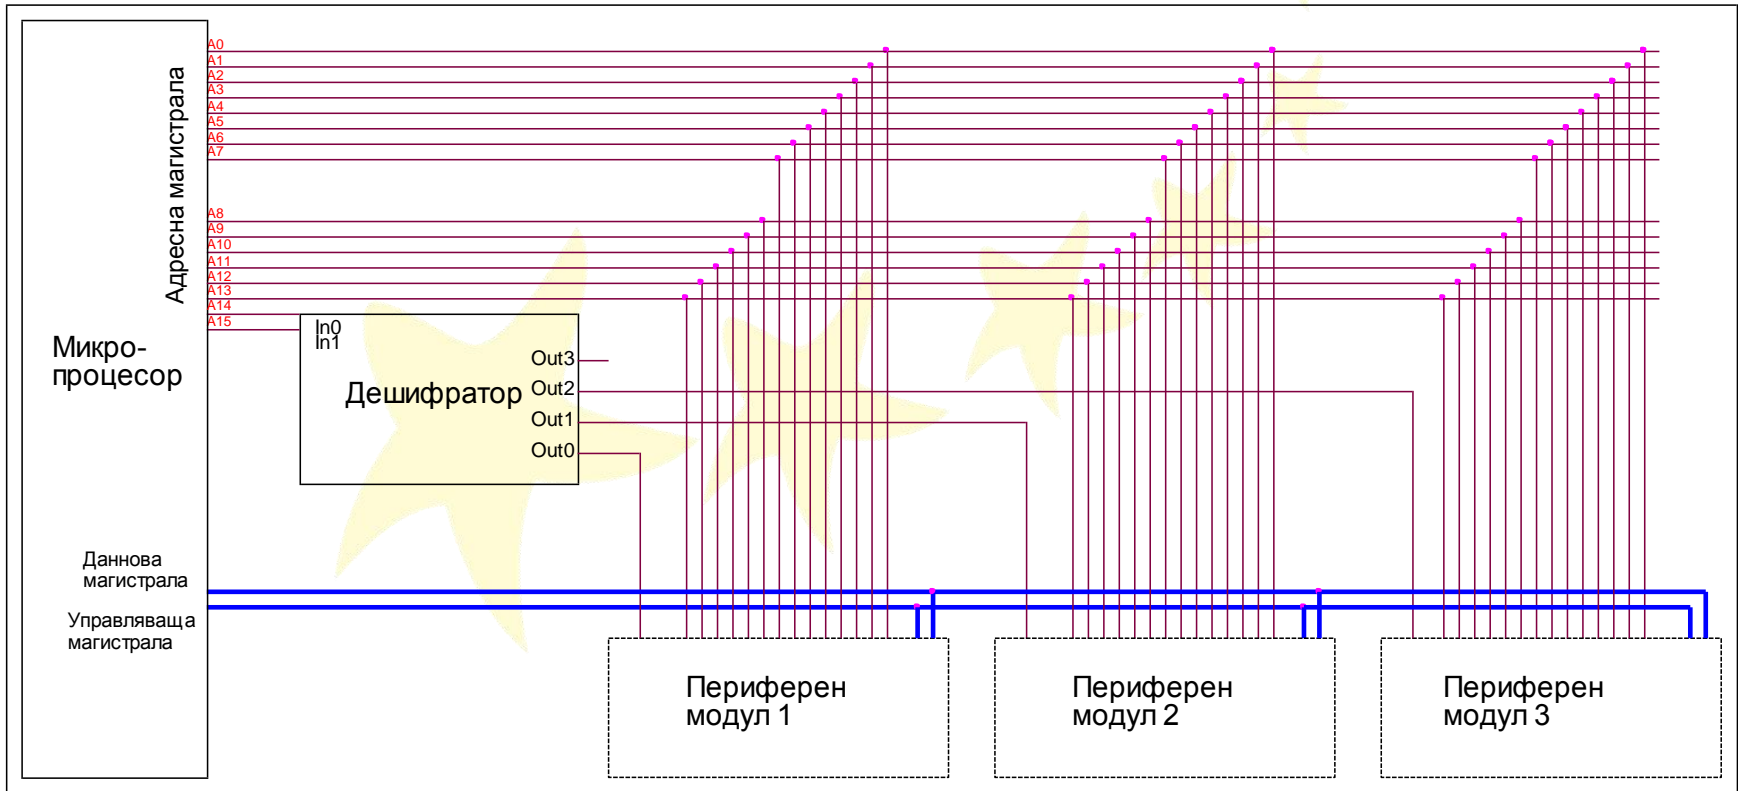 A0
A1
A2
A3
A4
A5
A6
A7
Адресна магистрала
A8
A9
A10
A11
A12
A13
A14
A15
In0
In1
Микро-
процесор
Out3
Дешифратор
Out2
Out1
Out0
Даннова
магистрала
Управляваща
магистрала
Периферен
модул 1
Периферен
модул 2
Периферен
модул 3